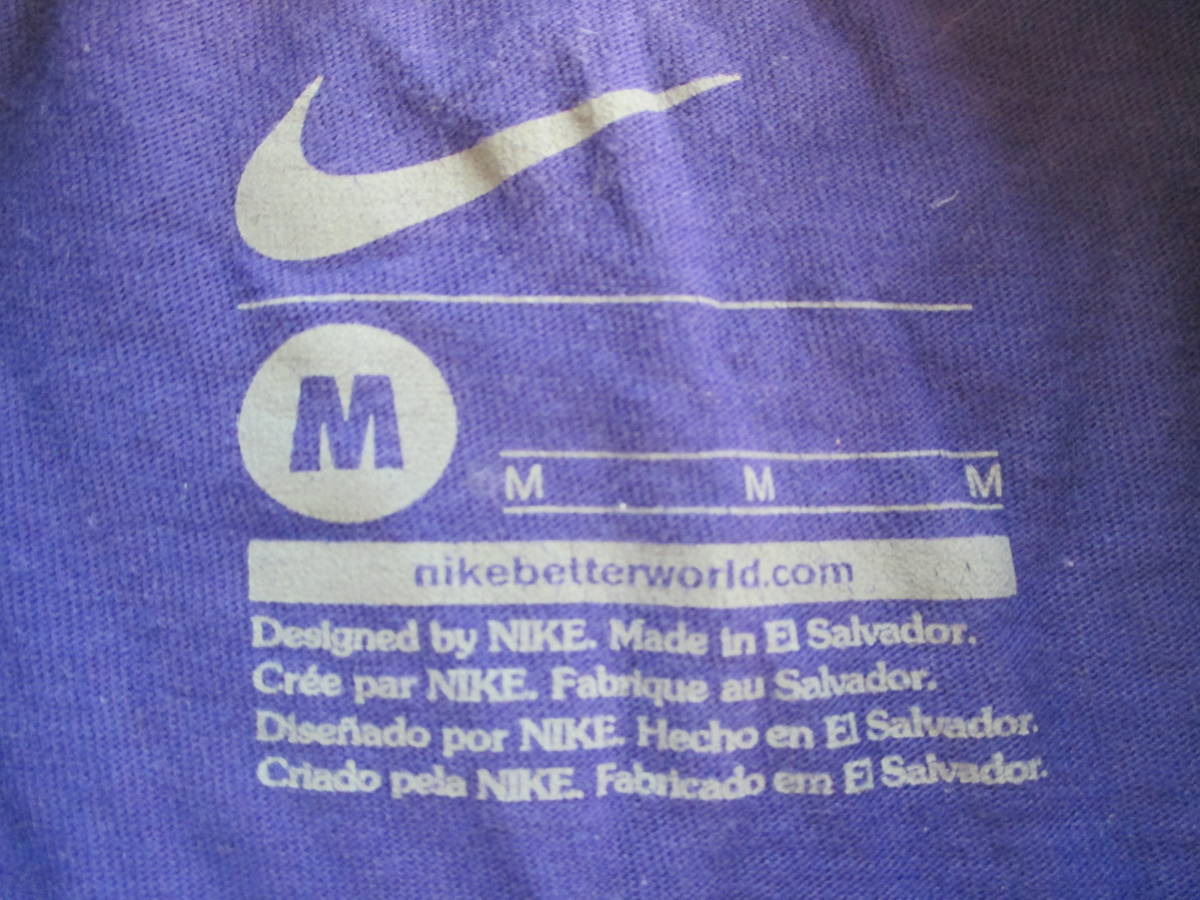 M
M M M
nikebetterworld.com
Designed by NIKE. Made in El Salvador.
Crée par NIKE. Fabrique au Salvador.
Diseñado por NIKE. Hecho en El Salvador.
Criado pela NIKE. Fabricado em El Salvador.